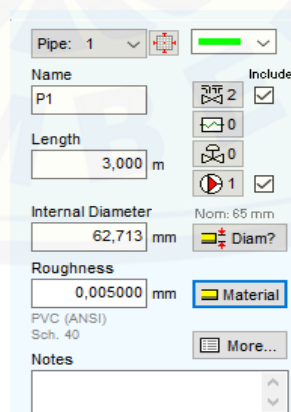 Pipe: 1
Name
Include
P1
2
0
Length
3,000 m
0
1
Internal Diameter
Nom: 65 mm
62,713 mm
Diam?
Roughness
0,005000 mm
Material
PVC (ANSI)
Sch. 40
More...
Notes